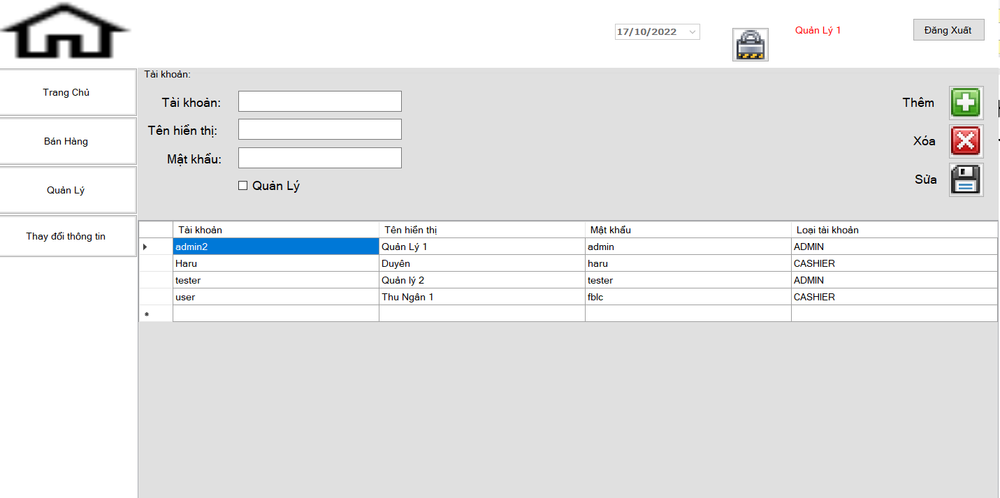 17/10/2022
Quản Lý 1
Đăng Xuất
Trang Chủ
Bán Hàng
Quản Lý
Thay đổi thông tin
Tài khoản:
Tài khoản:
Tên hiển thị:
Mật khẩu:
Quản Lý
Thêm
Xóa
Sửa
Tài khoản Tên hiển thị Mật khẩu Loại tài khoản
admin2 Quản Lý 1 admin ADMIN
Haru Duyên haru CASHIER
tester Quản lý 2 tester ADMIN
user Thu Ngân 1 fblc CASHIER